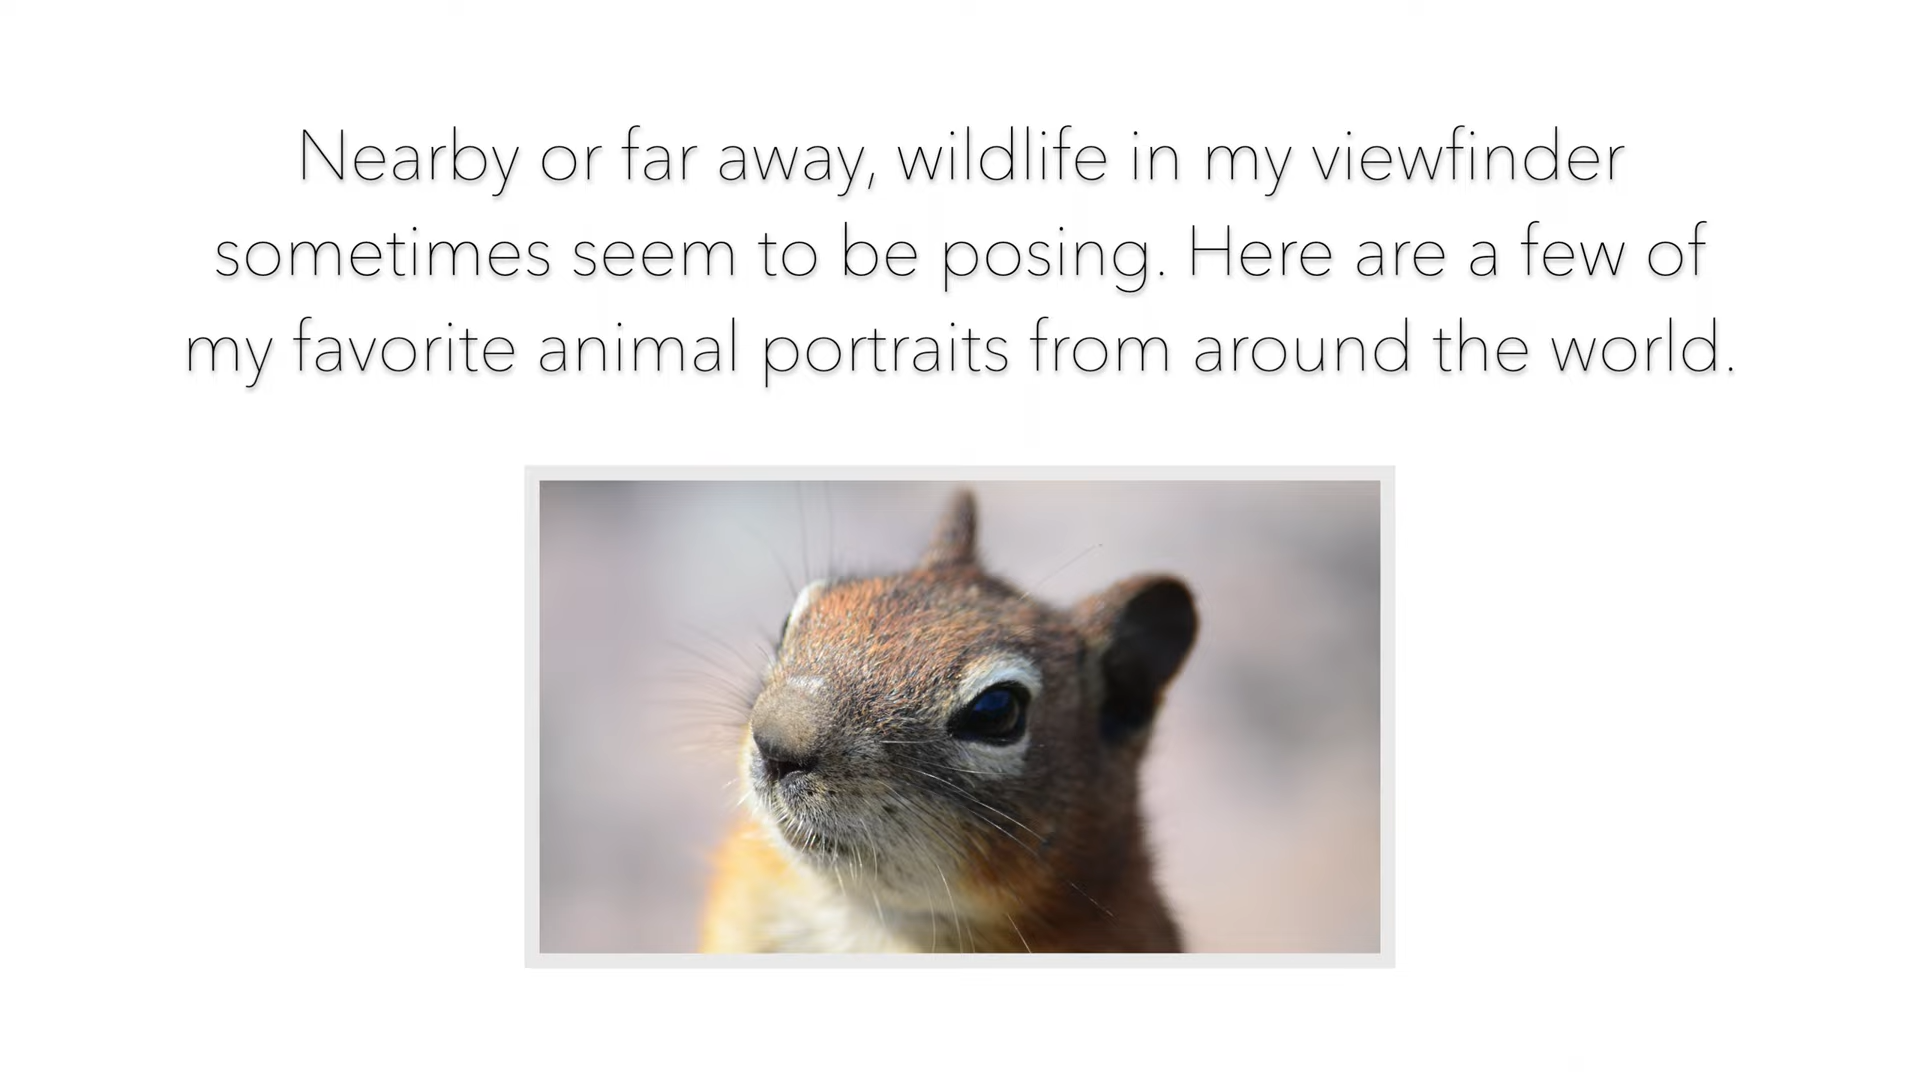 Nearby or far away, wildlife in my viewfinder
sometimes seem to be posing. Here are a few of
my favorite animal portraits from around the world.